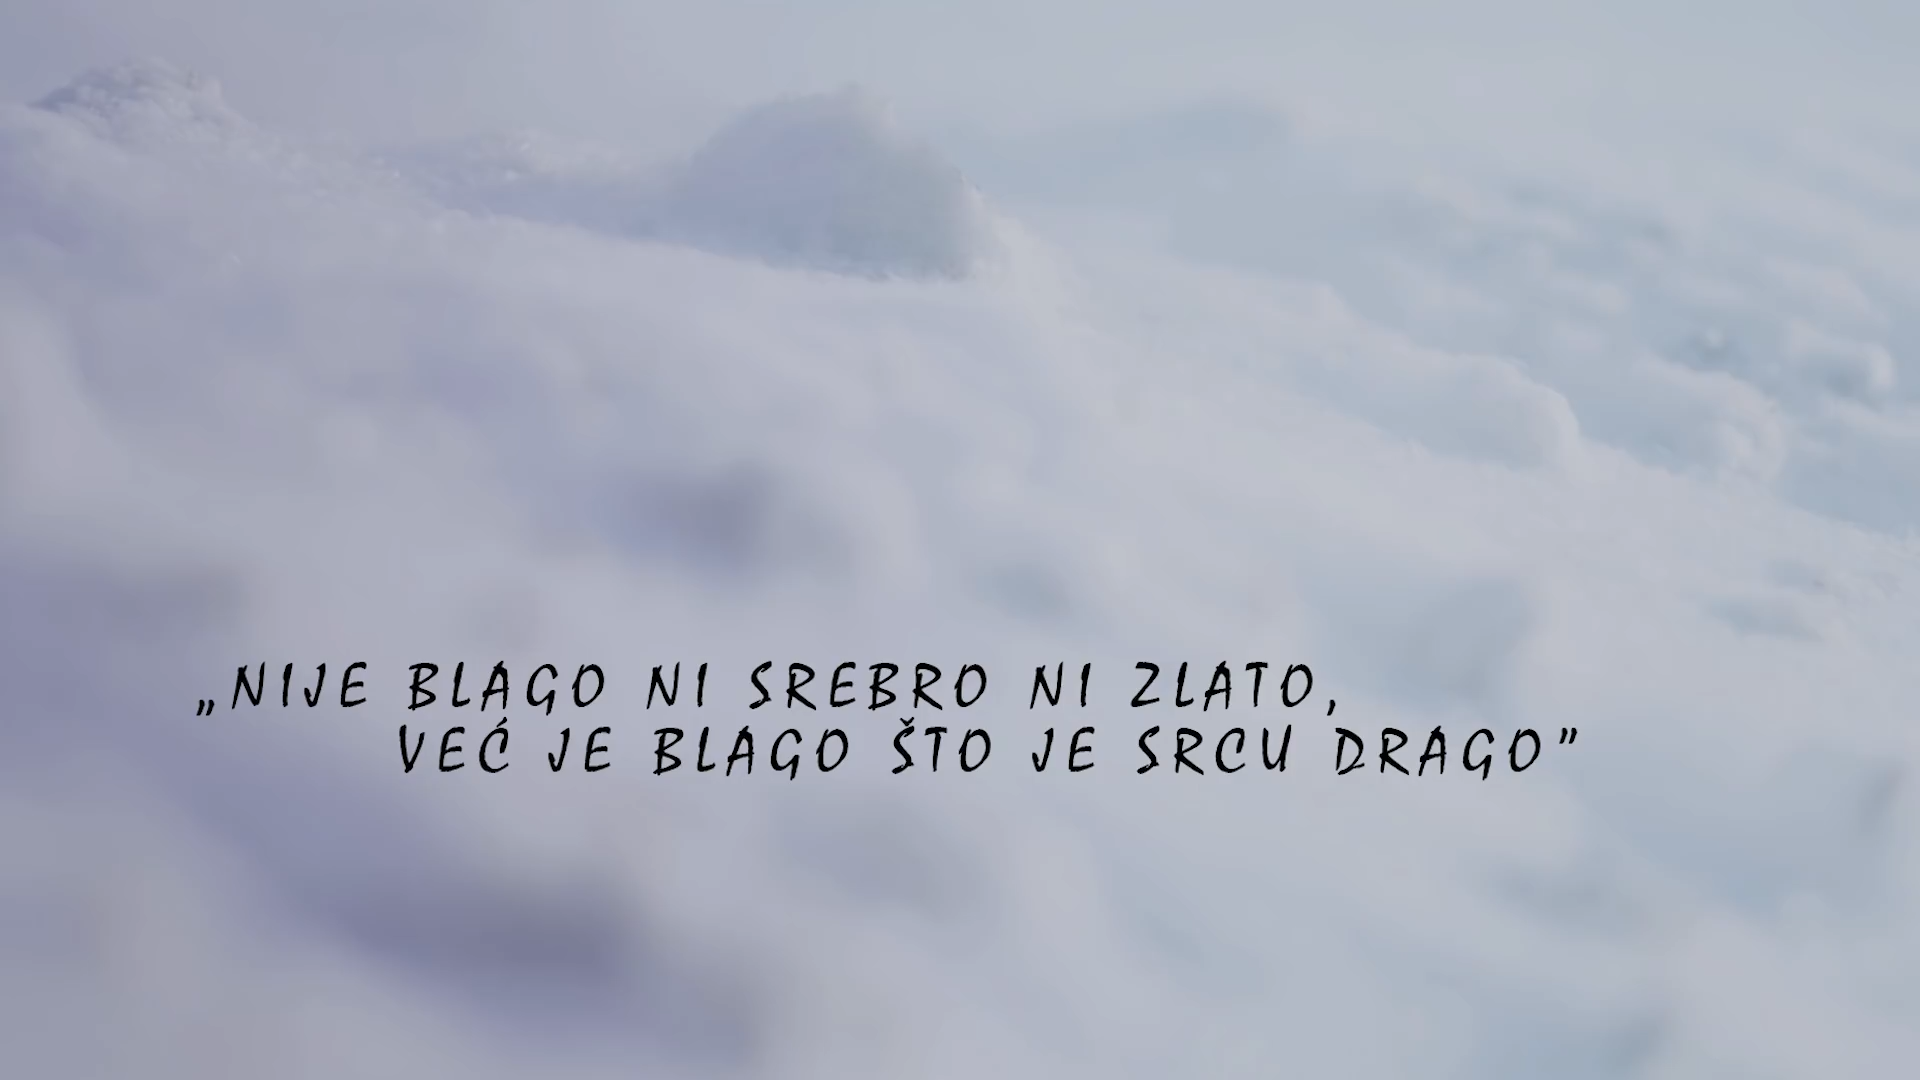 „NIJE BLAGO NI SREBRO NI ZLATO,
VEĆ JE BLAGO ŠTO JE SRCU DRAGO”